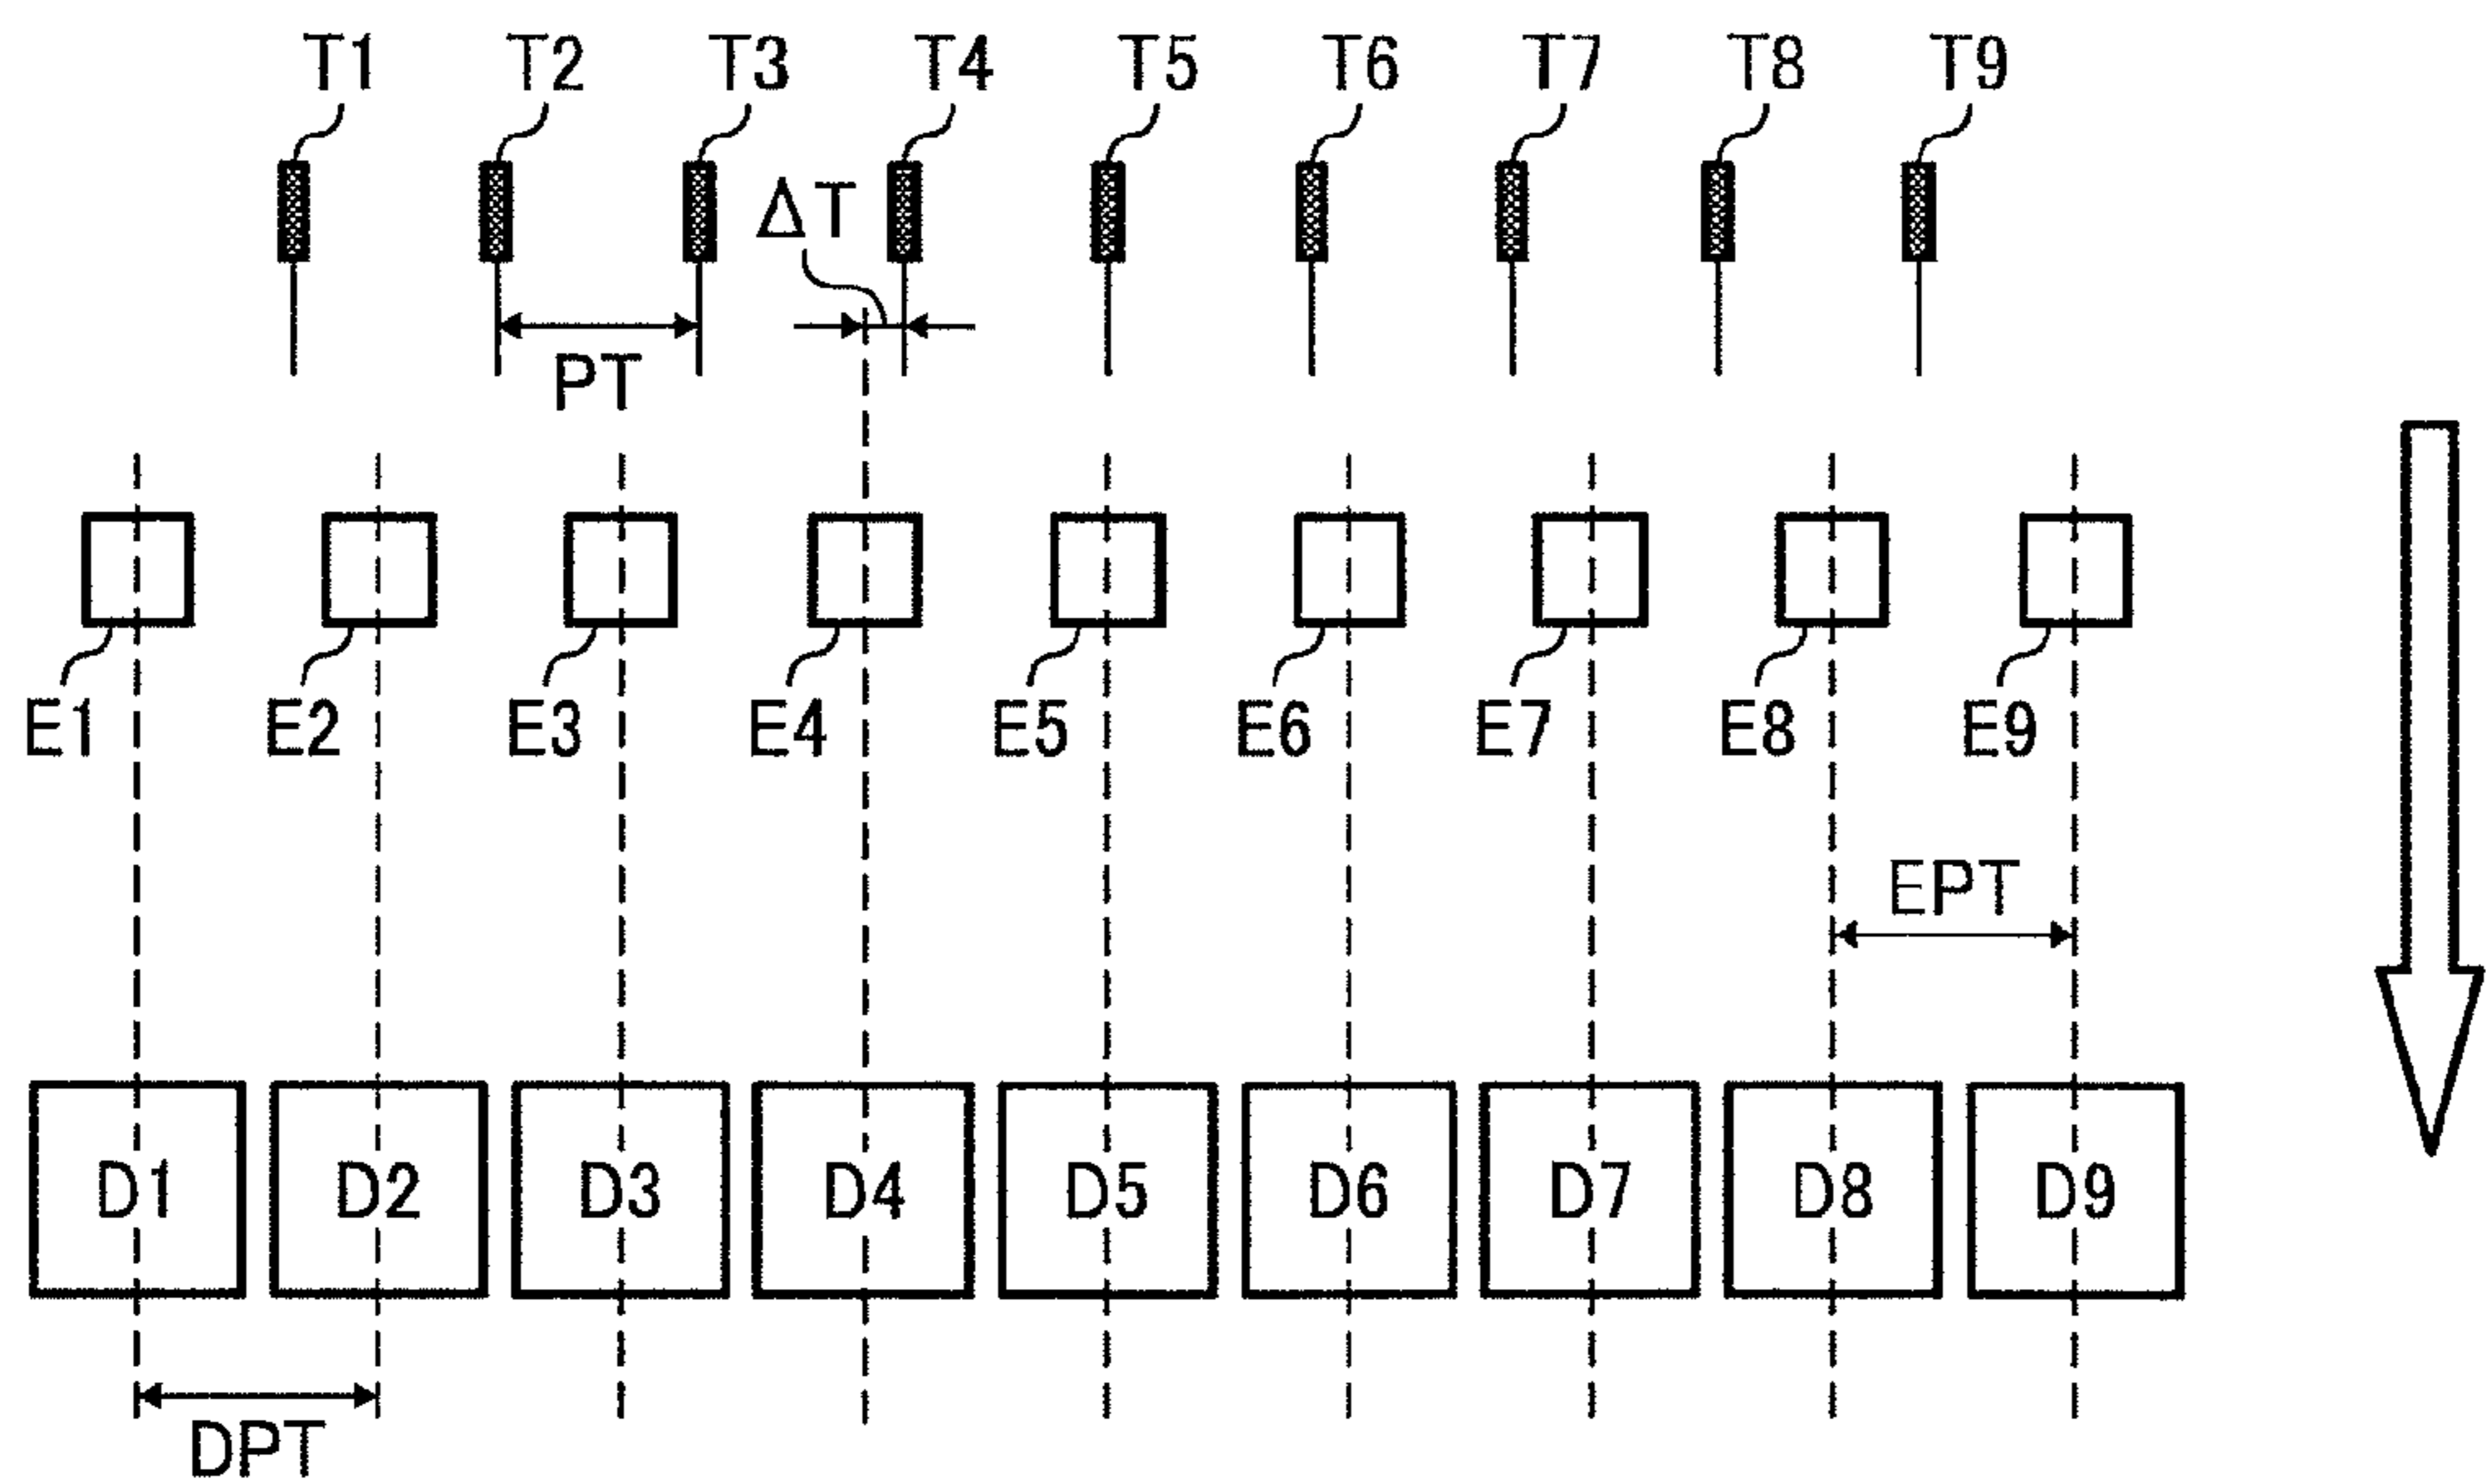 T1 T2 T3 T4 T5 T6 T7 T8 T9
ΔT
PT
E1 E2 E3 E4 E5 E6 E7 E8 E9
EPT
D1 D2 D3 D4 D5 D6 D7 D8 D9
DPT